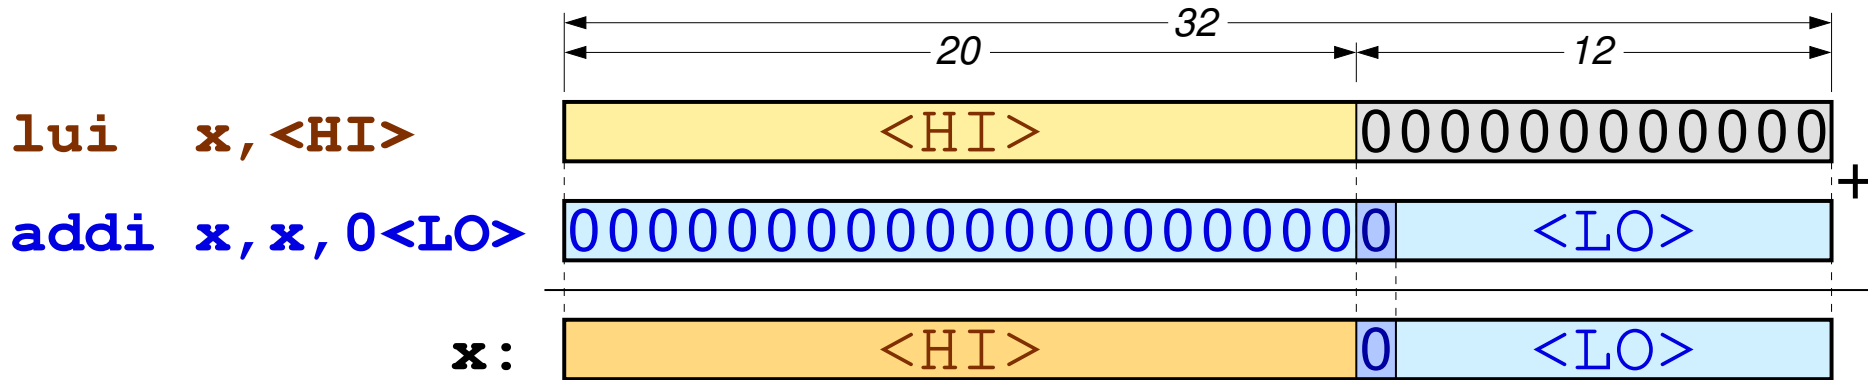 32
20 12
lui x,<HI> <HI> 000000000000
+
addi x,x,0<LO> 00000000000000000000 0 <LO>
x: <HI> 0 <LO>